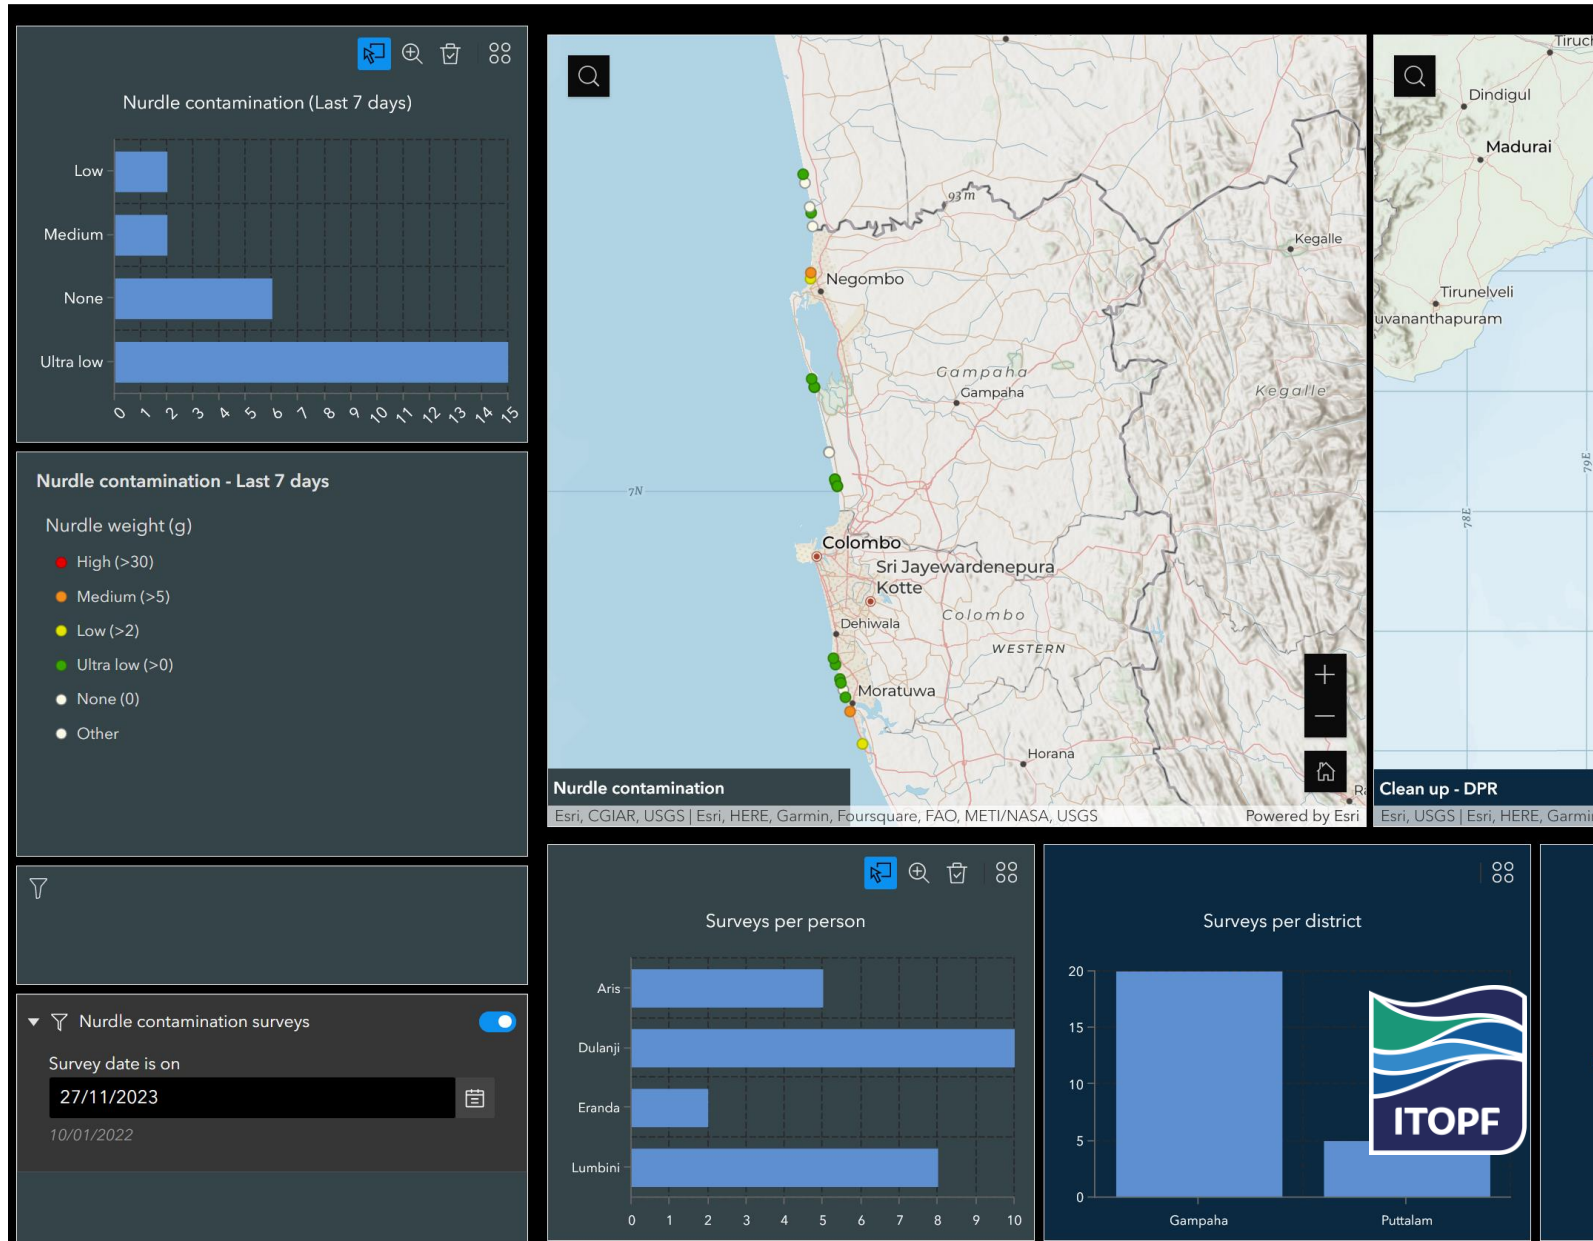 Nurdle contamination (Last 7 days)
Low
Medium
None
Ultra low
0 1 2 3 4 5 6 7 8 9 10 11 12 13 14 15
Nurdle contamination - Last 7 days
Nurdle weight (g)
High (>30)
Medium (>5)
Low (>2)
Ultra low (>0)
None (0)
Other
Nurdle contamination surveys
Survey date is on
27/11/2023
10/01/2022
93 m
Kegalle
Negombo
Gampaha
Gampaha
Kegalle
7N
Colombo
Sri Jayewardenepura
Kotte
Colombo
Dehiwala
WESTERN
Moratuwa
Horana
Ra
Nurdle contamination
Esri, CGIAR, USGS | Esri, HERE, Garmin, Foursquare, FAO, METI/NASA, USGS
Powered by Esri
Tiruch
Dindigul
Madurai
Tirunelveli
uvananthapuram
79E
78E
Clean up - DPR
Esri, USGS | Esri, HERE, Garmin
Surveys per person
Aris
Dulanji
Eranda
Lumbini
0 1 2 3 4 5 6 7 8 9 10
Surveys per district
20
15
10
5
0
Gampaha
Puttalam
ITOPF